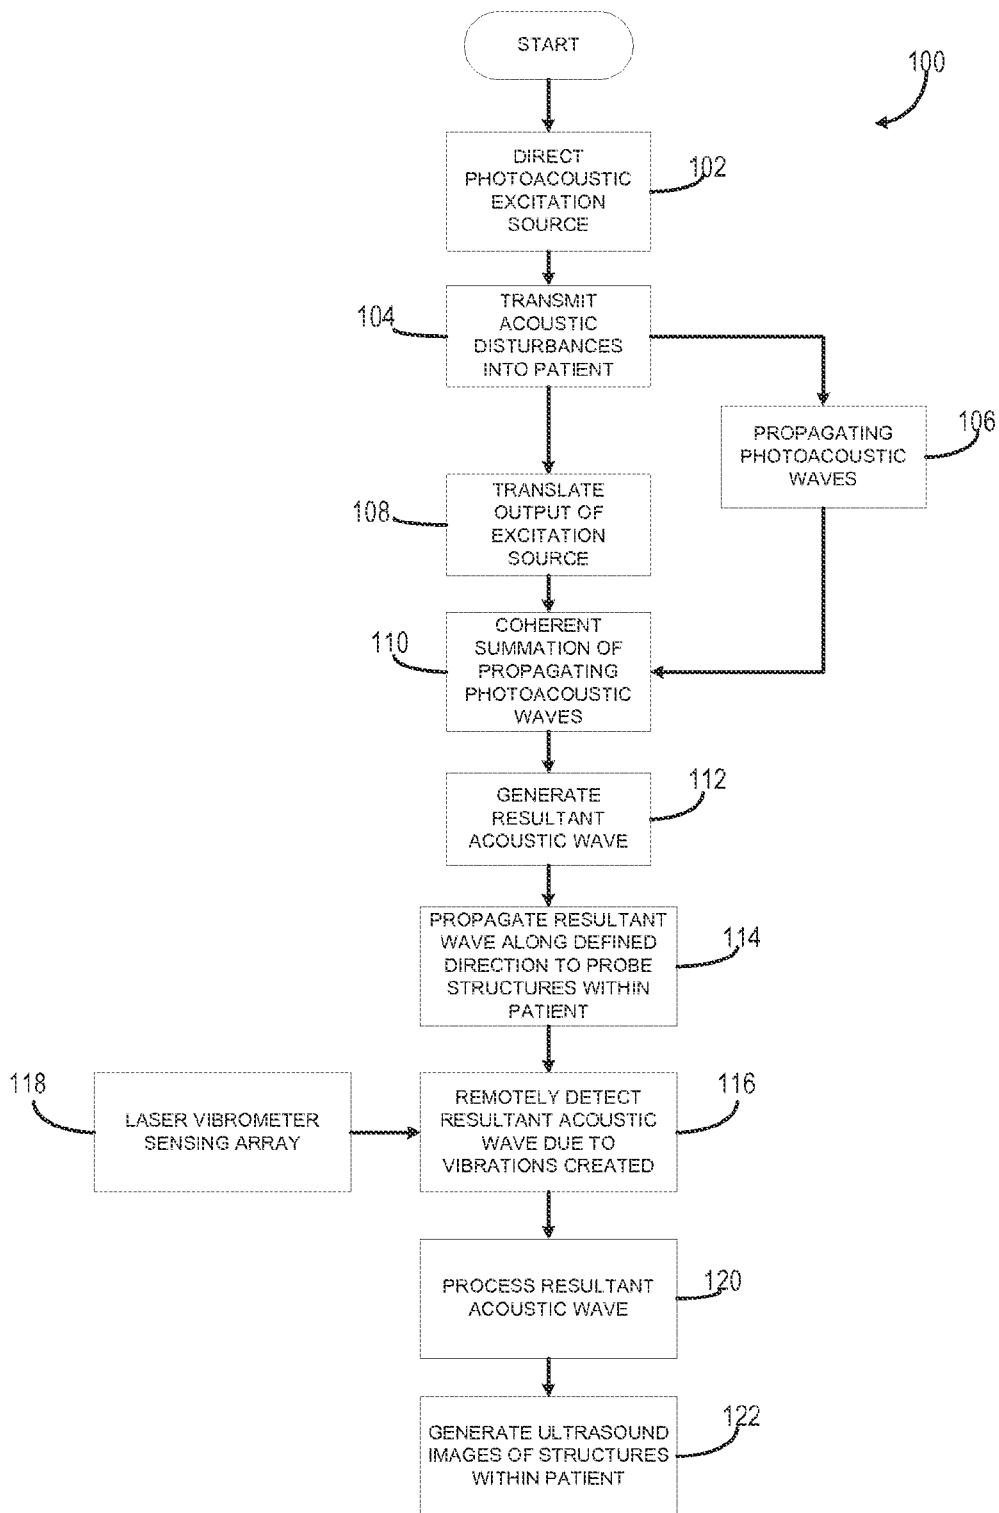 START
100
DIRECT
PHOTOACOUSTIC
EXCITATION
SOURCE
102
TRANSMIT
ACOUSTIC
DISTURBANCES
INTO PATIENT
104
PROPAGATING
PHOTOACOUSTIC
WAVES
106
TRANSLATE
OUTPUT OF
EXCITATION
SOURCE
108
COHERENT
SUMMATION OF
PROPAGATING
PHOTOACOUSTIC
WAVES
110
GENERATE
RESULTANT
ACOUSTIC WAVE
112
PROPAGATE RESULTANT
WAVE ALONG DEFINED
DIRECTION TO PROBE
STRUCTURES WITHIN
PATIENT
114
118
LASER VIBROMETER
SENSING ARRAY
REMOTELY DETECT
RESULTANT ACOUSTIC
WAVE DUE TO
VIBRATIONS CREATED
116
PROCESS RESULTANT
ACOUSTIC WAVE
120
GENERATE ULTRASOUND
IMAGES OF STRUCTURES
WITHIN PATIENT
122